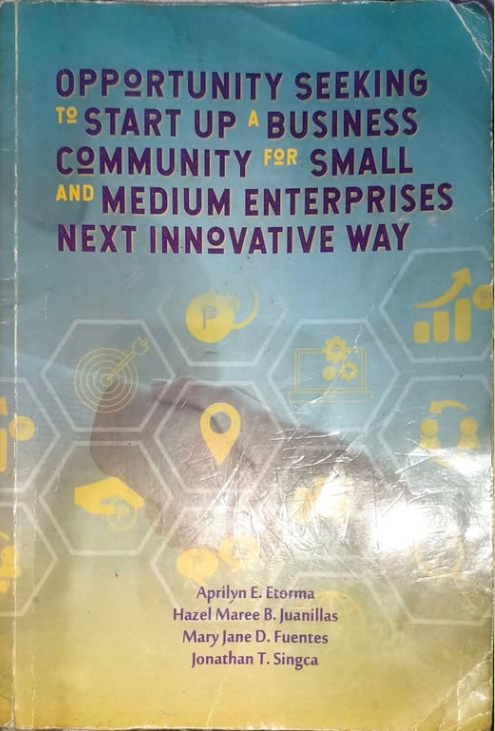 OPPORTUNITY SEEKING
TO START UP A BUSINESS
COMMUNITY FOR SMALL
AND MEDIUM ENTERPRISES
NEXT INNOVATIVE WAY
P
Aprilyn E. Etorma
Hazel Maree B. Juanillas
Mary Jane D. Fuentes
Jonathan T. Singca